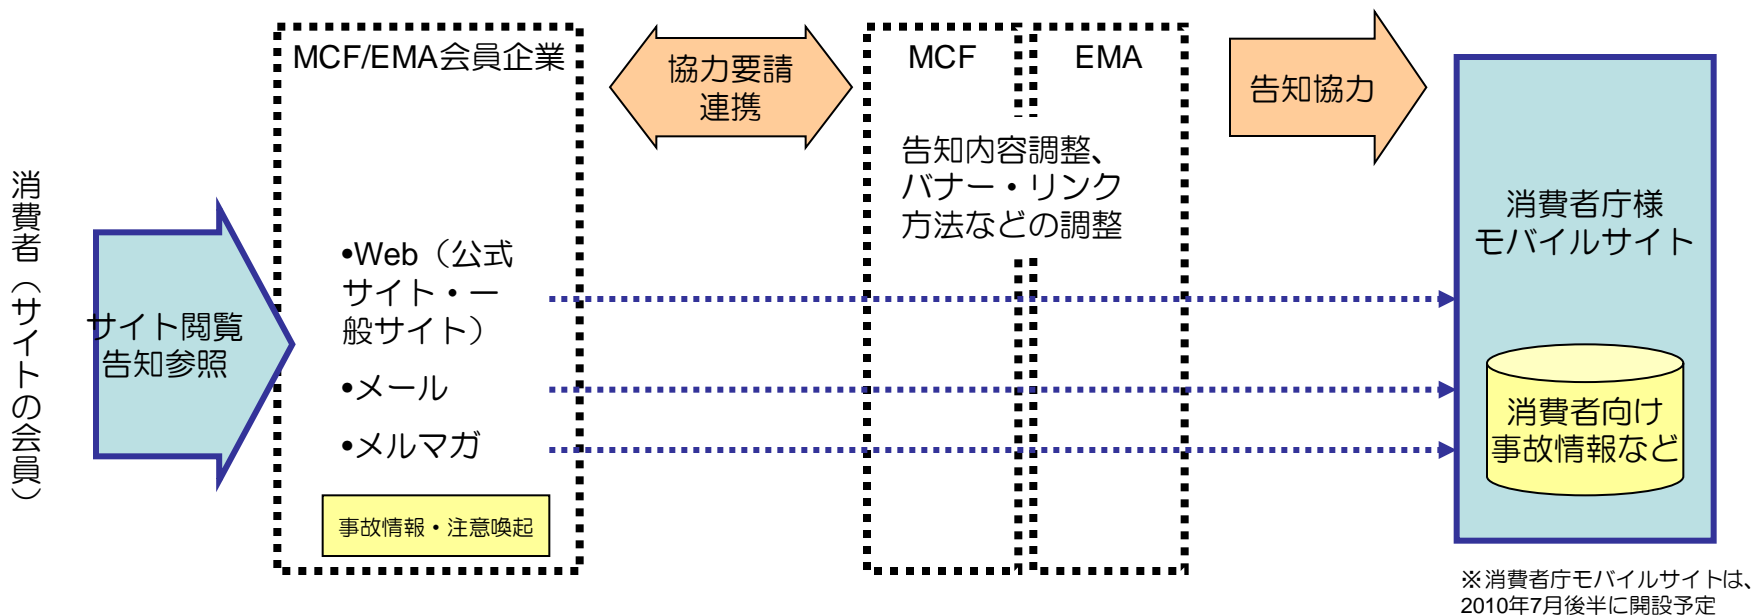 消費者（サイトの会員）
サイト閲覧
告知参照
MCF/EMA会員企業
•Web（公式
サイト・一
般サイト）
•メール
•メルマガ
事故情報・注意喚起
協力要請
連携
MCF
EMA
告知内容調整、
バナー・リンク
方法などの調整
告知協力
消費者庁様
モバイルサイト
消費者向け
事故情報など
※消費者庁モバイルサイトは、
2010年7月後半に開設予定